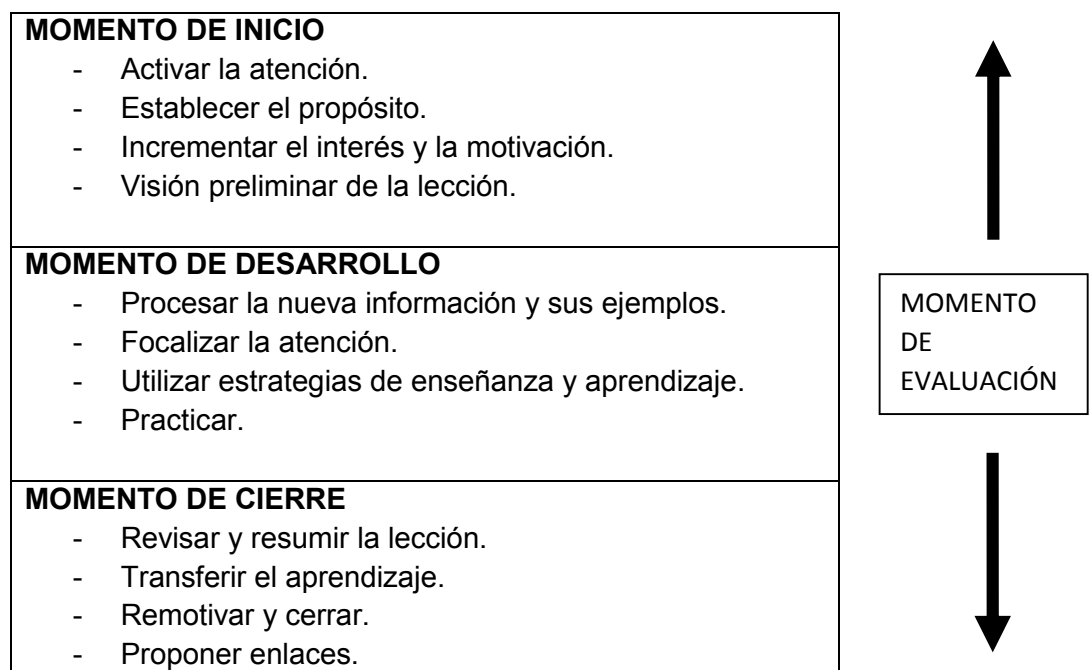 MOMENTO DE INICIO
- Activar la atención.
- Establecer el propósito.
- Incrementar el interés y la motivación.
- Visión preliminar de la lección.
MOMENTO DE DESARROLLO
- Procesar la nueva información y sus ejemplos.
- Focalizar la atención.
- Utilizar estrategias de enseñanza y aprendizaje.
- Practicar.
MOMENTO DE CIERRE
- Revisar y resumir la lección.
- Transferir el aprendizaje.
- Remotivar y cerrar.
- Proponer enlaces.
MOMENTO
DE
EVALUACIÓN